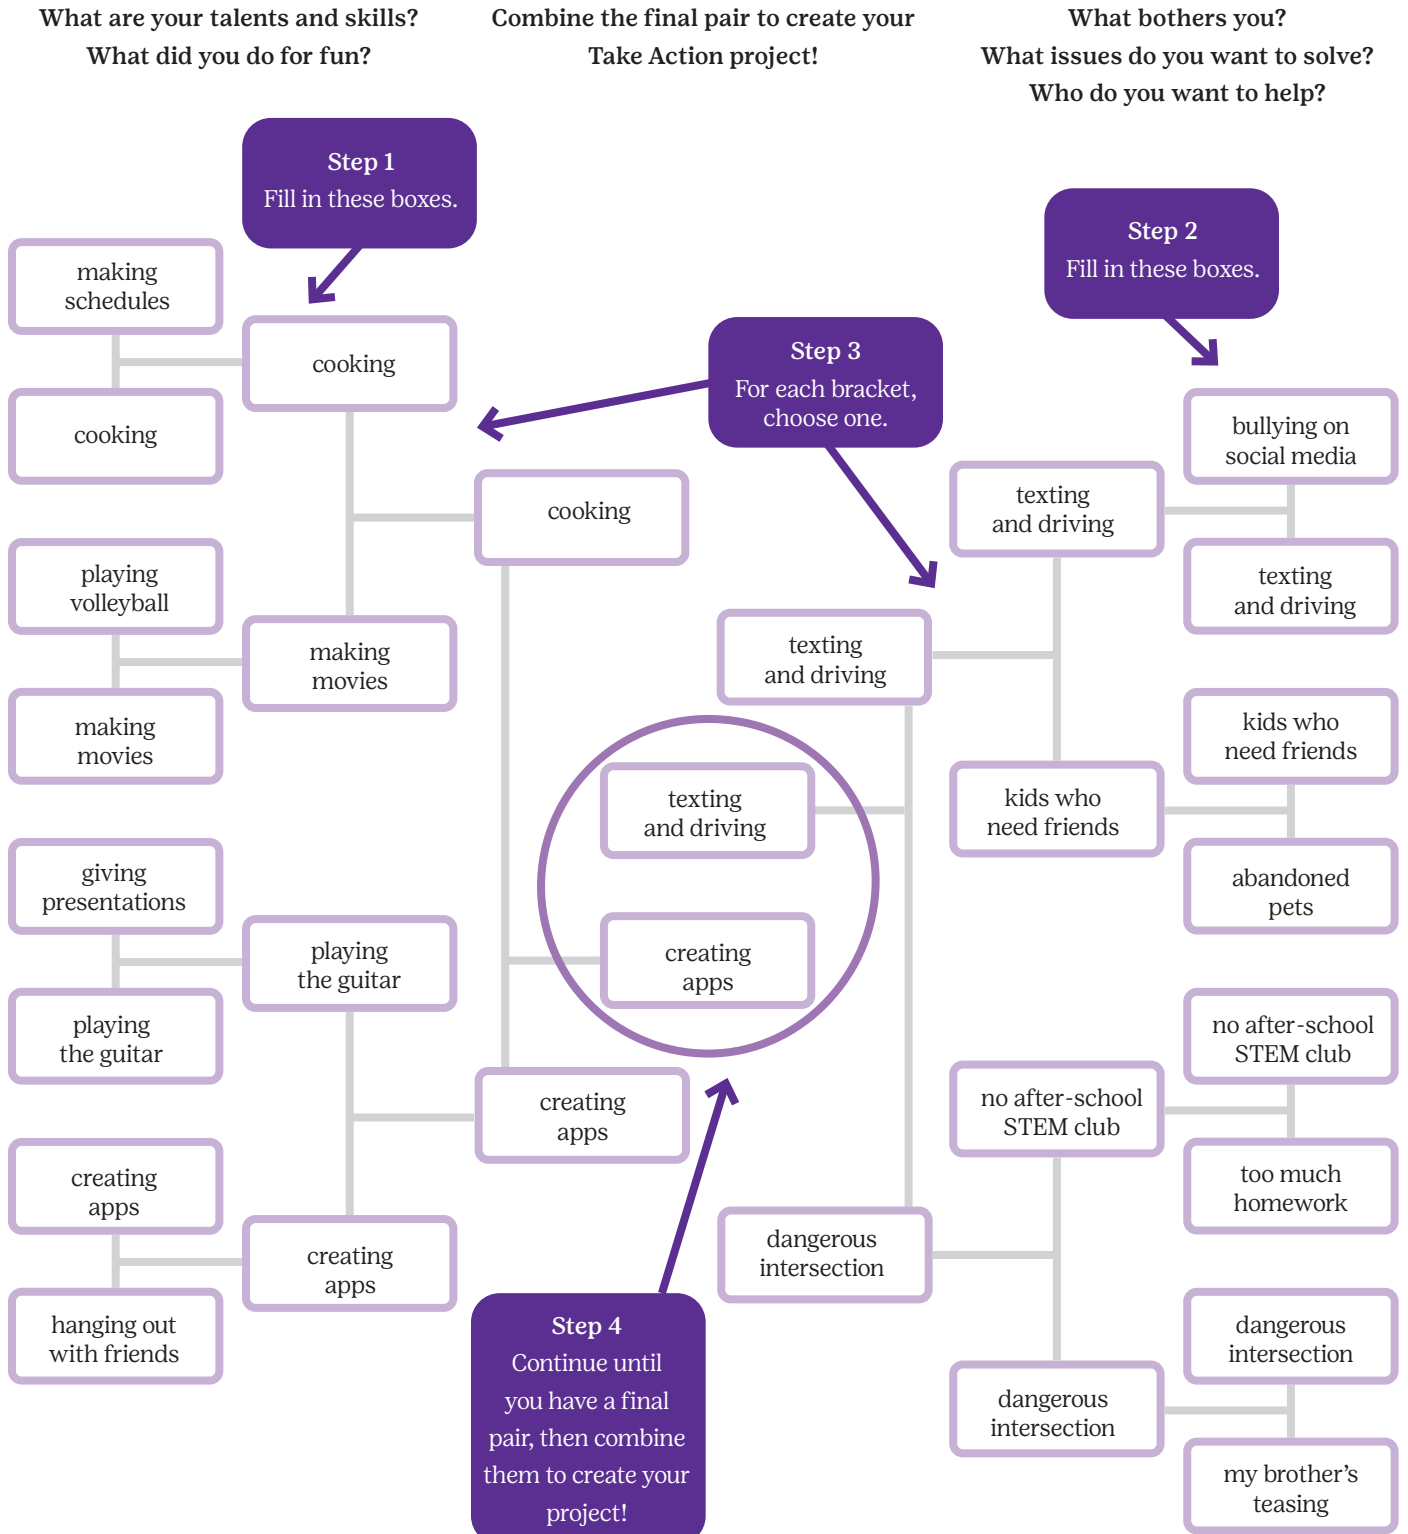 What are your talents and skills?
What did you do for fun?
Combine the final pair to create your
Take Action project!
What bothers you?
What issues do you want to solve?
Who do you want to help?
Step 1
Fill in these boxes.
making
schedules
cooking
cooking
playing
volleyball
making
movies
making
movies
giving
presentations
playing
the guitar
playing
the guitar
creating
apps
hanging out
with friends
creating
apps
cooking
creating
apps
Step 3
For each bracket,
choose one.
texting
and driving
texting
and driving
creating
apps
dangerous
intersection
Step 4
Continue until
you have a final
pair, then combine
them to create your
project!
Step 2
Fill in these boxes.
bullying on
social media
texting
and driving
texting
and driving
kids who
need friends
kids who
need friends
abandoned
pets
no after-school
STEM club
no after-school
STEM club
too much
homework
dangerous
intersection
dangerous
intersection
my brother’s
teasing